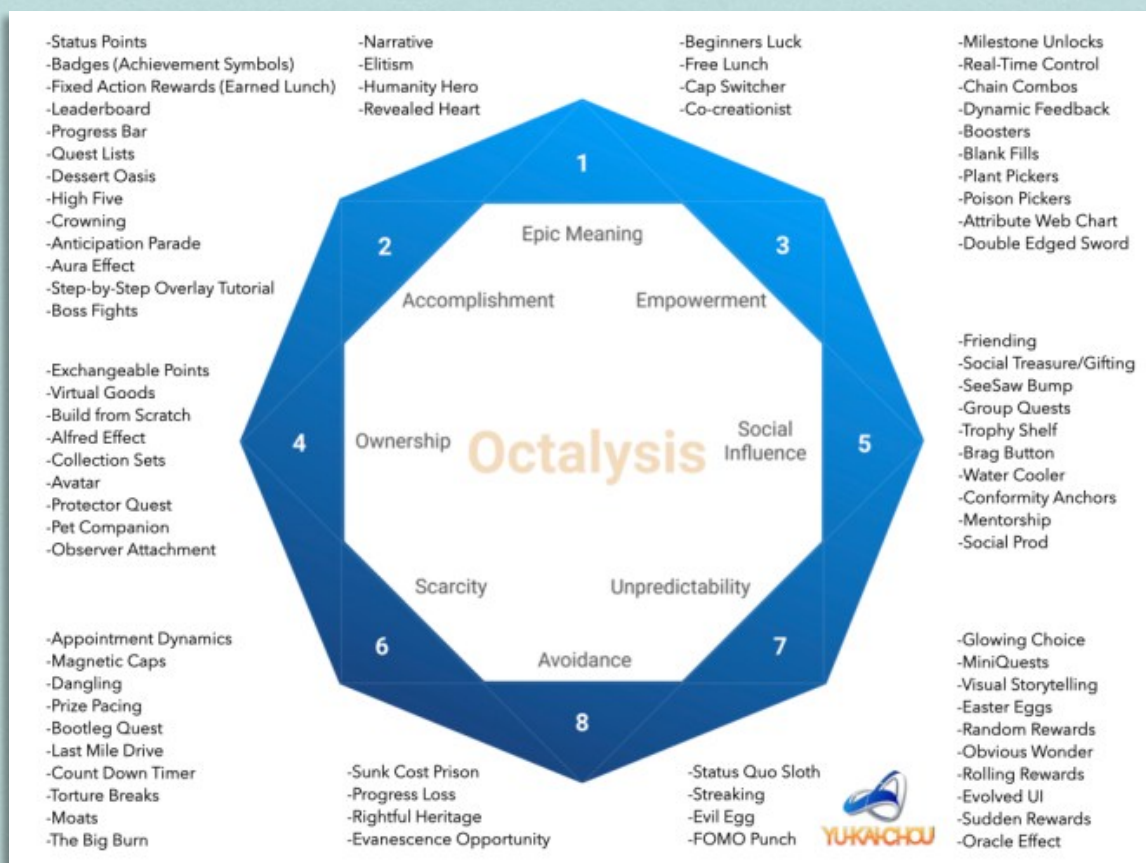 -Status Points
-Badges (Achievement Symbols)
-Fixed Action Rewards (Earned Lunch)
-Leaderboard
-Progress Bar
-Quest Lists
-Dessert Oasis
-High Five
-Crowning
-Anticipation Parade
-Aura Effect
-Step-by-Step Overlay Tutorial
-Boss Fights
-Narrative
-Elitism
-Humanity Hero
-Revealed Heart
-Beginners Luck
-Free Lunch
-Cap Switcher
-Co-creationist
-Milestone Unlocks
-Real-Time Control
-Chain Combos
-Dynamic Feedback
-Boosters
-Blank Fills
-Plant Pickers
-Poison Pickers
-Attribute Web Chart
-Double Edged Sword
1
Epic Meaning
2
Accomplishment
3
Empowerment
4
Ownership
Octalysis
Social
Influence
5
Scarcity
6
Unpredictability
7
Avoidance
8
-Exchangeable Points
-Virtual Goods
-Build from Scratch
-Alfred Effect
-Collection Sets
-Avatar
-Protector Quest
-Pet Companion
-Observer Attachment
-Friending
-Social Treasure/Gifting
-SeeSaw Bump
-Group Quests
-Trophy Shelf
-Brag Button
-Water Cooler
-Conformity Anchors
-Mentorship
-Social Prod
-Appointment Dynamics
-Magnetic Caps
-Dangling
-Prize Pacing
-Bootleg Quest
-Last Mile Drive
-Count Down Timer
-Torture Breaks
-Moats
-The Big Burn
-Sunk Cost Prison
-Progress Loss
-Rightful Heritage
-Evanescence Opportunity
-Status Quo Sloth
-Streaking
-Evil Egg
-FOMO Punch
YU-KAI-CHOU
-Glowing Choice
-MiniQuests
-Visual Storytelling
-Easter Eggs
-Random Rewards
-Obvious Wonder
-Rolling Rewards
-Evolved UI
-Sudden Rewards
-Oracle Effect